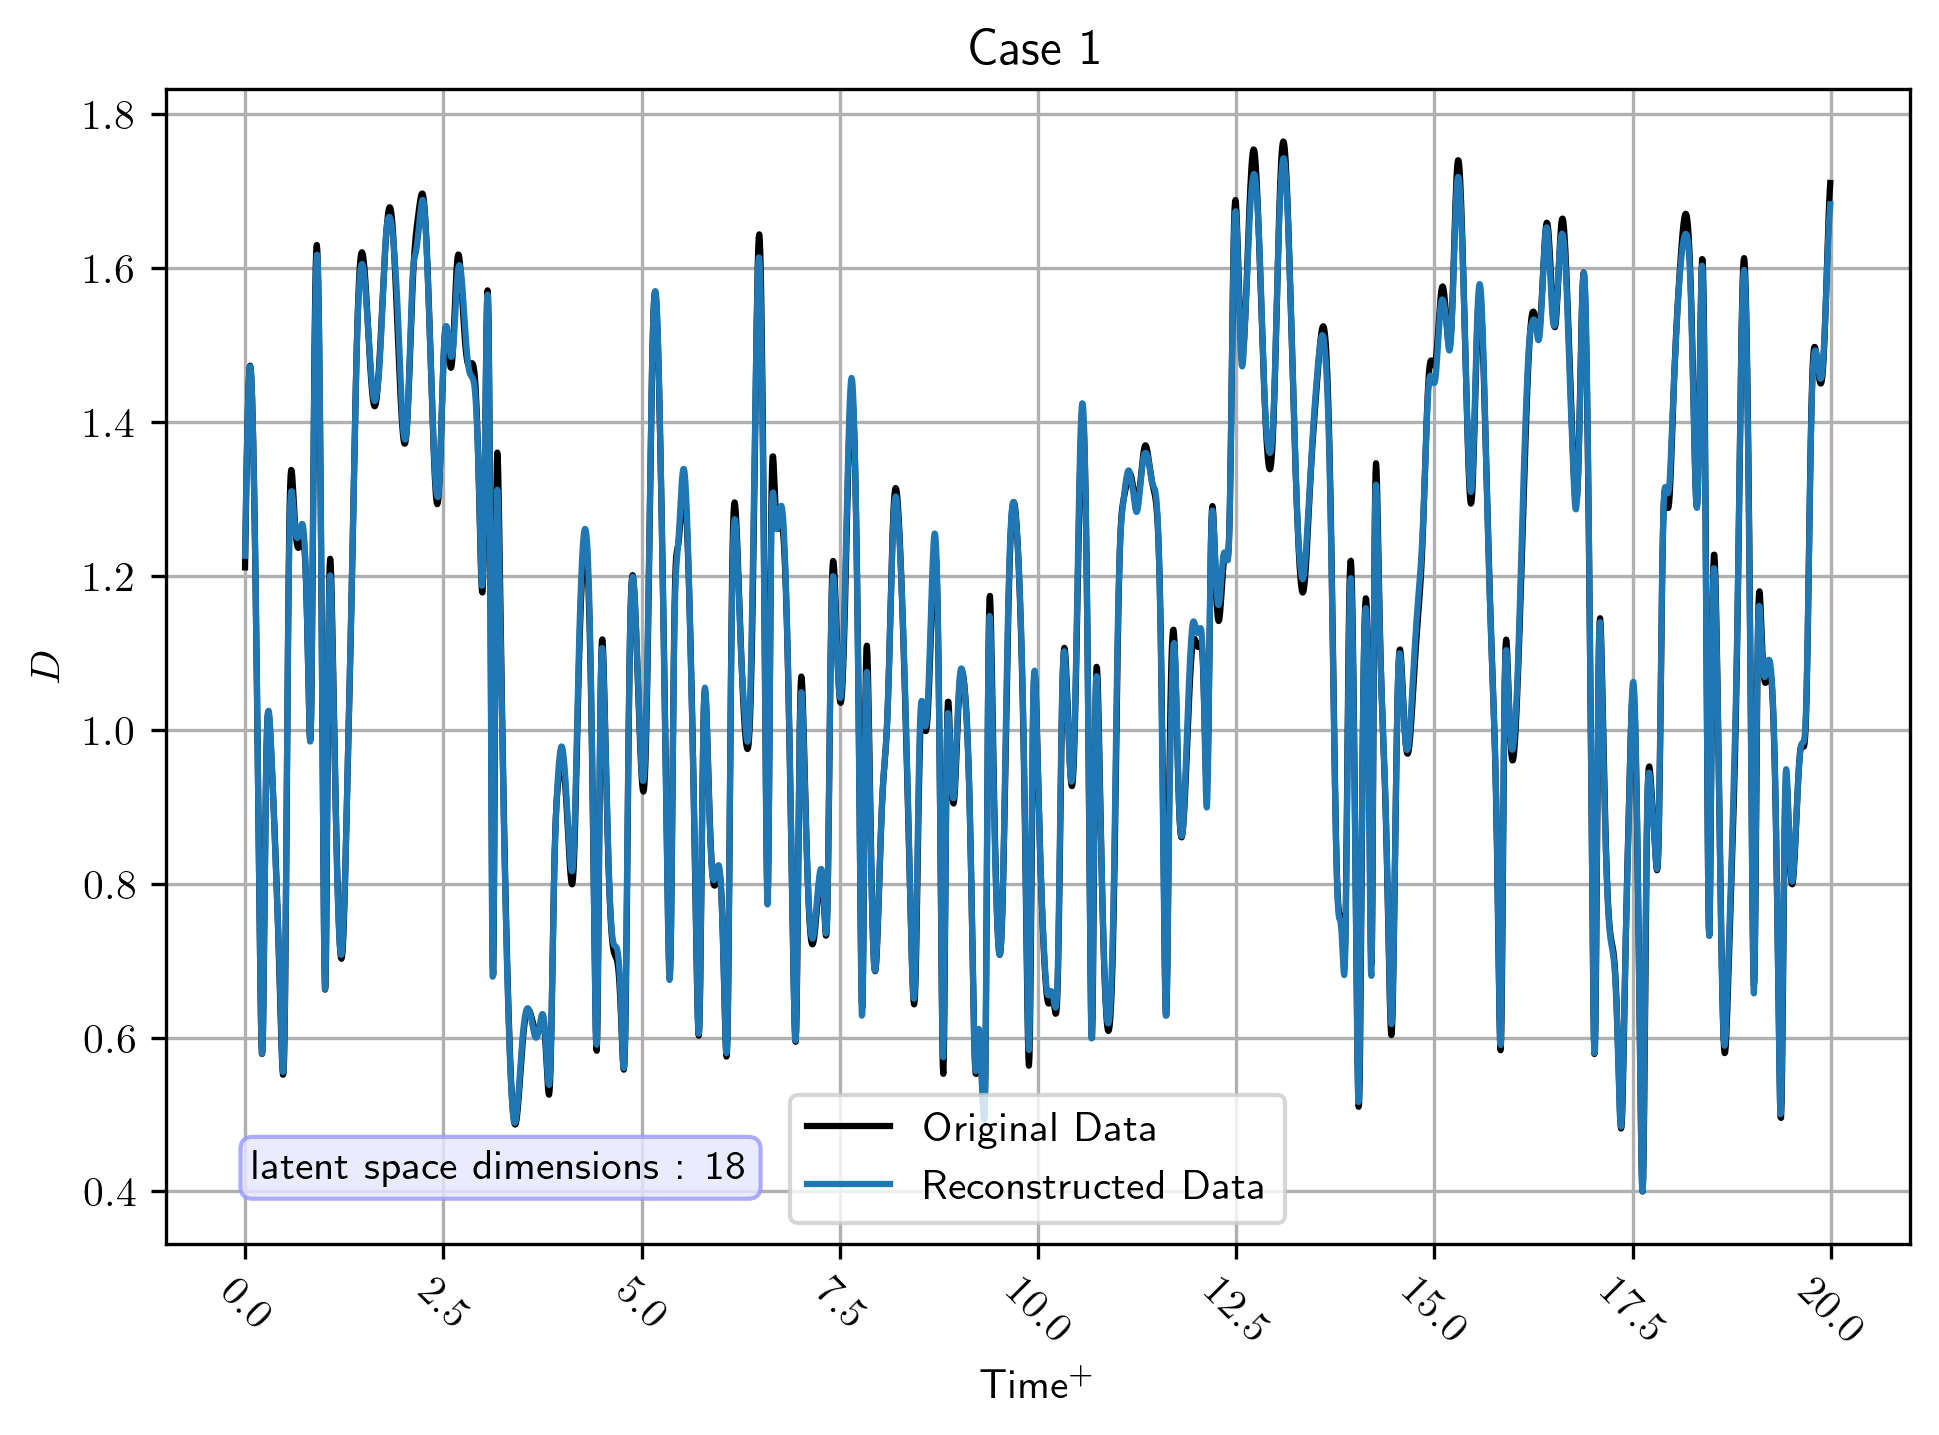 Case 1
1.8
1.6
1.4
1.2
1.0
0.8
0.6
0.4
D
Original Data
Reconstructed Data
latent space dimensions : 18
0.0 2.5 5.0 7.5 10.0 12.5 15.0 17.5 20.0
Time⁺